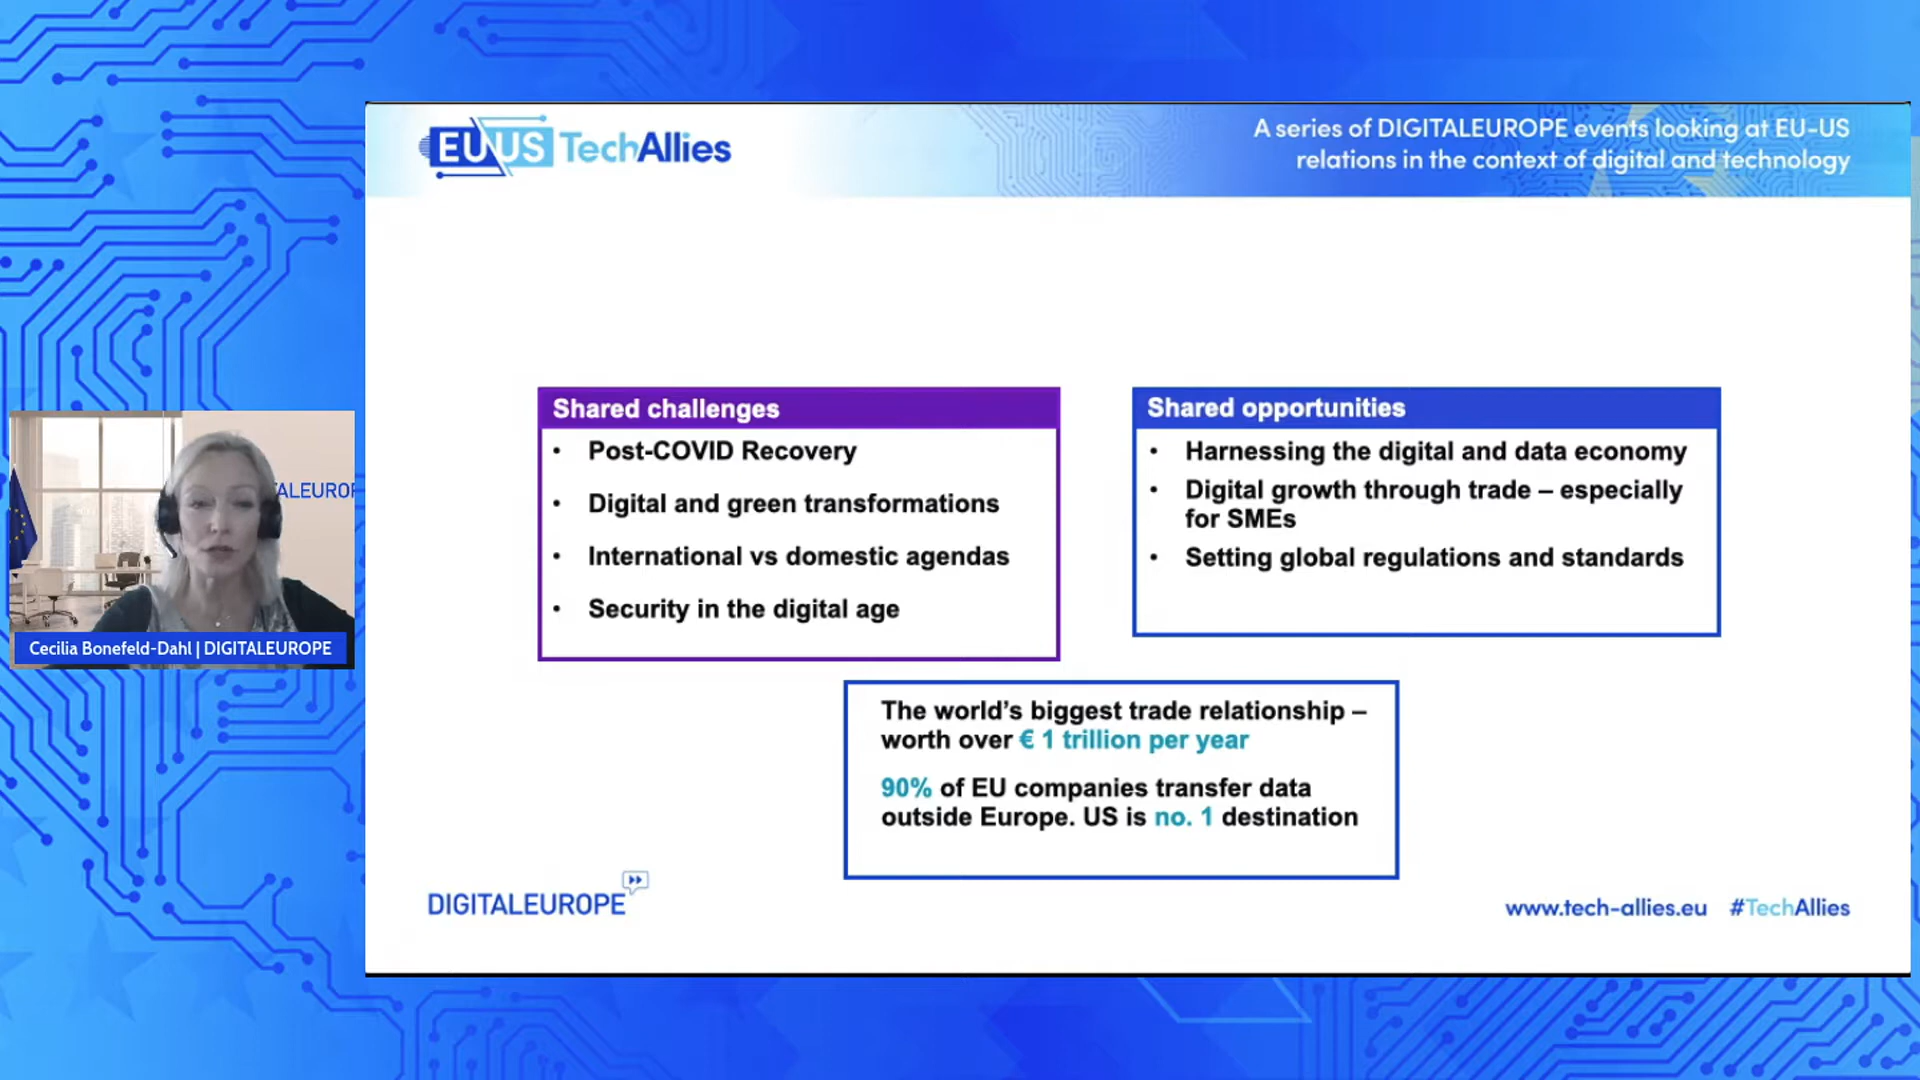 EU US TechAllies
A series of DIGITALEUROPE events looking at EU-US
relations in the context of digital and technology
Shared challenges
• Post-COVID Recovery
• Digital and green transformations
• International vs domestic agendas
• Security in the digital age
Shared opportunities
• Harnessing the digital and data economy
• Digital growth through trade – especially
for SMEs
• Setting global regulations and standards
The world’s biggest trade relationship –
worth over € 1 trillion per year
90% of EU companies transfer data
outside Europe. US is no. 1 destination
TALEUROP
Cecilia Bonefeld-Dahl | DIGITALEUROPE
DIGITALEUROPE
www.tech-allies.eu #TechAllies